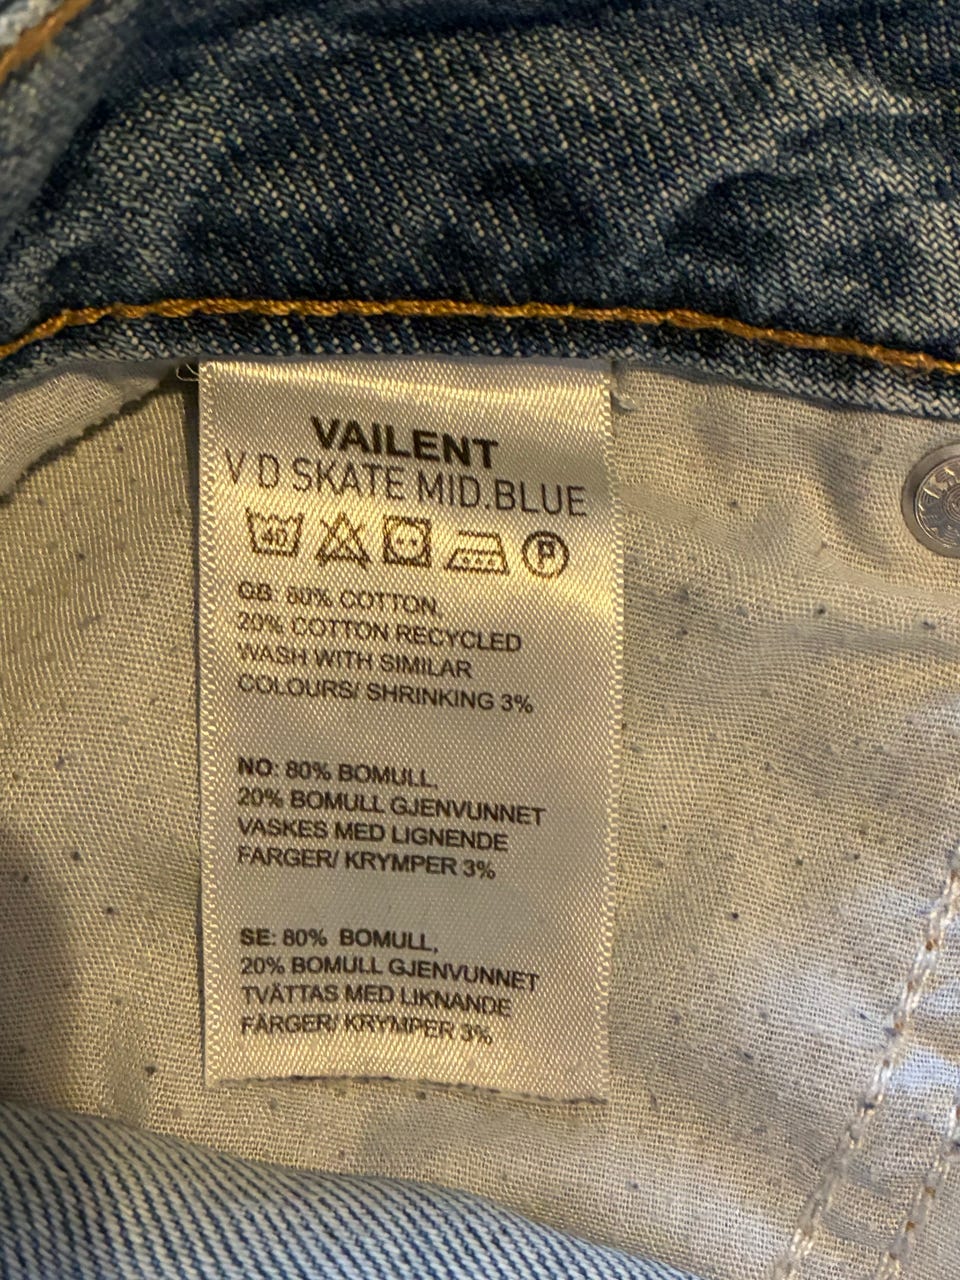 VAILENT
V D SKATE MID.BLUE
40 P
GB: 80% COTTON,
20% COTTON RECYCLED
WASH WITH SIMILAR
COLOURS/ SHRINKING 3%
NO: 80% BOMULL,
20% BOMULL GJENVUNNET
VASKES MED LIGNENDE
FARGER/ KRYMPER 3%
SE: 80% BOMULL,
20% BOMULL GJENVUNNET
TVÄTTAS MED LIKNANDE
FÄRGER/ KRYMPER 3%